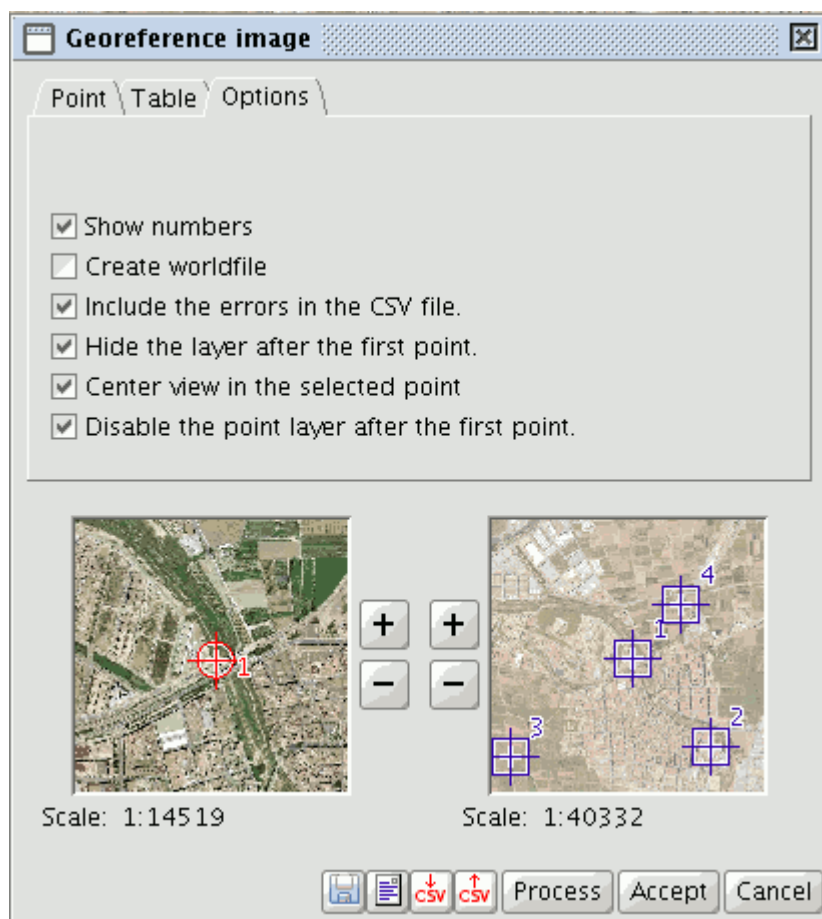 Georeference image
Point Table Options
Show numbers
Create worldfile
Include the errors in the CSV file.
Hide the layer after the first point.
Center view in the selected point
Disable the point layer after the first point.
1
4
1
2
3
+ +
− −
Scale: 1:14519 Scale: 1:40332
csv csv Process Accept Cancel